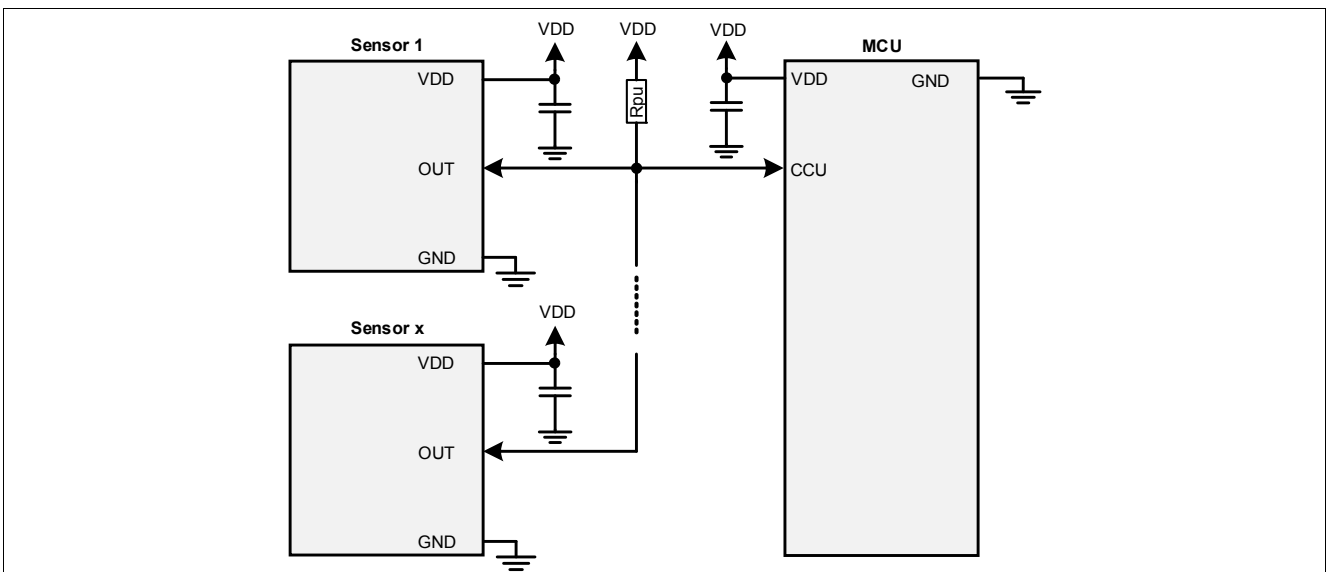 VDD
VDD
VDD
Sensor 1
MCU
VDD
VDD
GND
Rpu
OUT
CCU
GND
VDD
Sensor x
VDD
OUT
GND